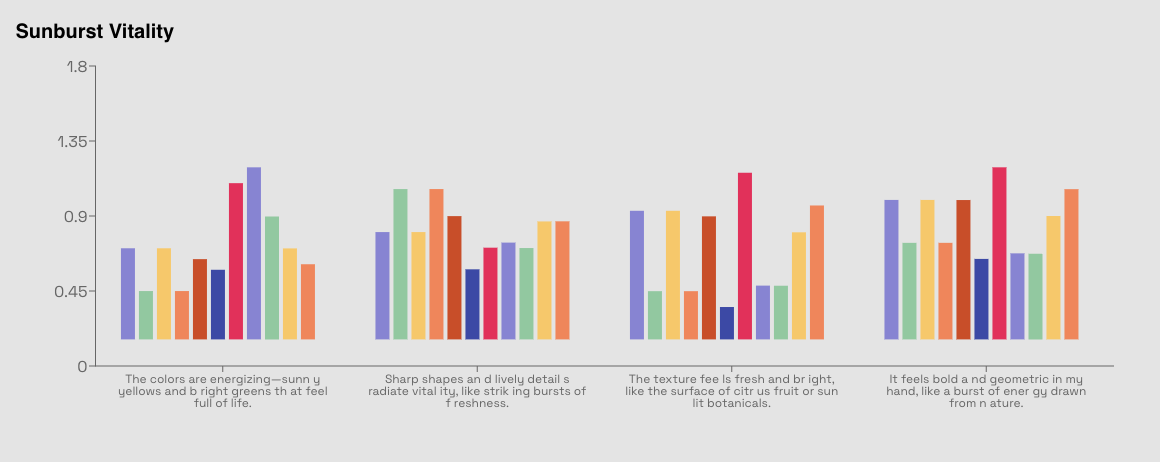 Sunburst Vitality
1.8
1.35
0.9
0.45
0
The colors are energizing—sunn y
yellows and b right greens th at feel
full of life.
Sharp shapes an d lively detail s
radiate vital ity, like strik ing bursts of
f reshness.
The texture fee ls fresh and br ight,
like the surface of citr us fruit or sun
lit botanicals.
It feels bold a nd geometric in my
hand, like a burst of ener gy drawn
from n ature.